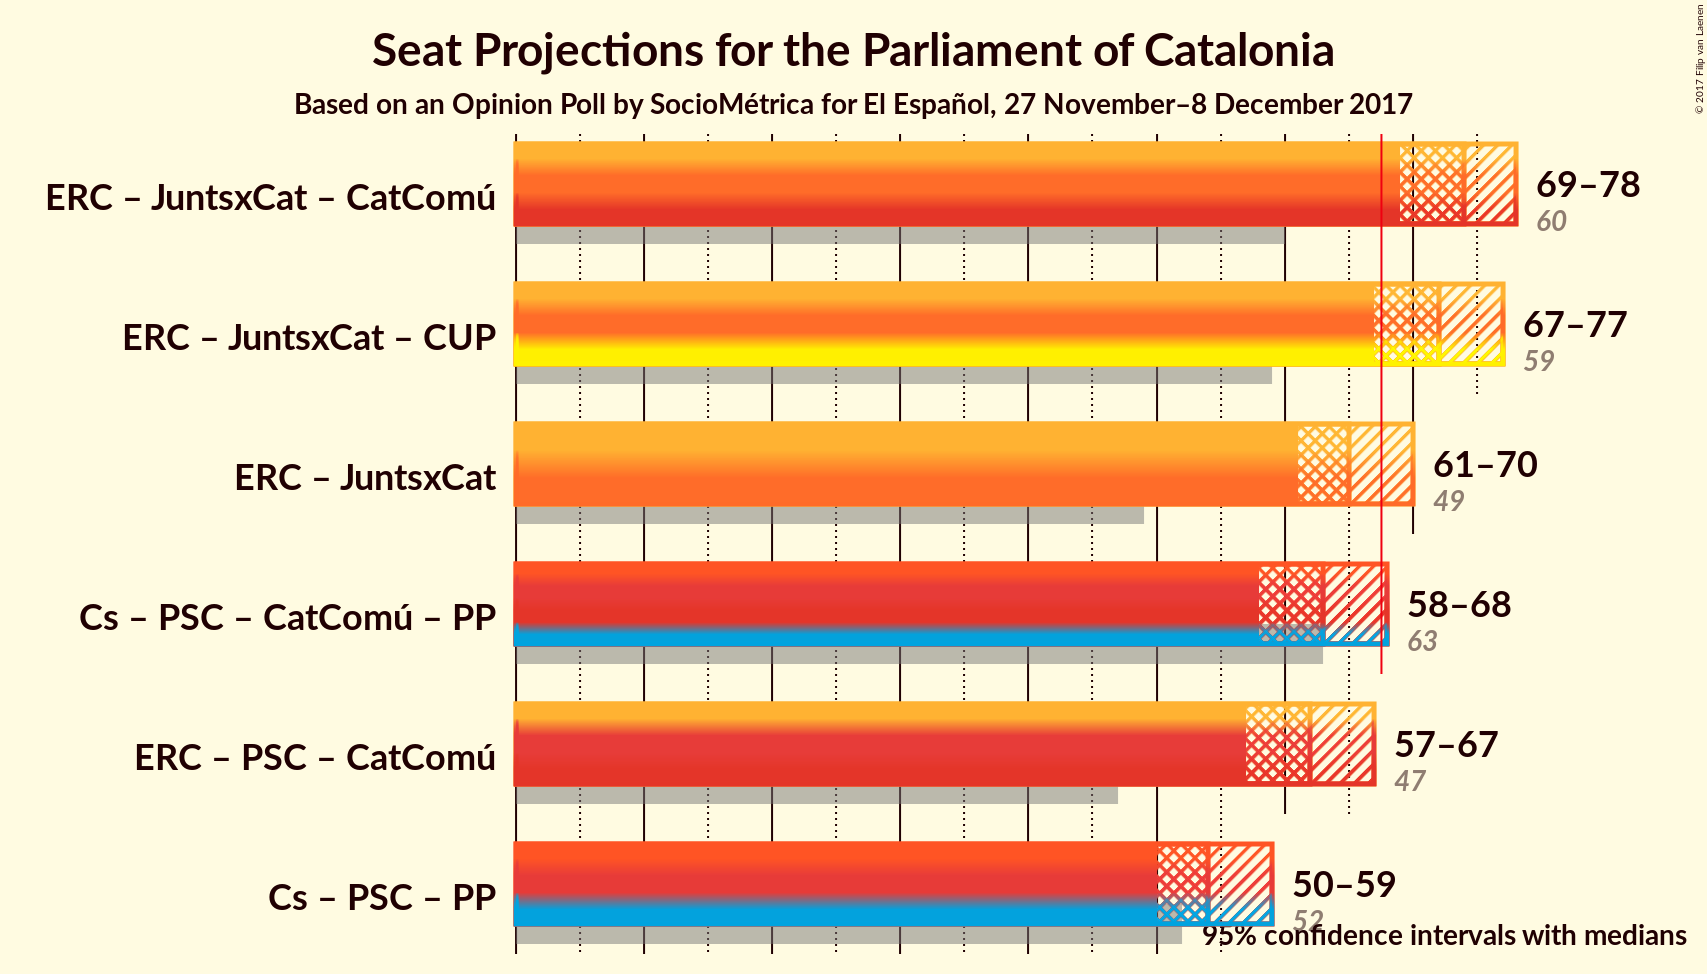 Seat Projections for the Parliament of Catalonia
Based on an Opinion Poll by SocioMétrica for El Español, 27 November–8 December 2017
© 2017 Filip van Laenen
ERC – JuntsxCat – CatComú
69–78
60
ERC – JuntsxCat – CUP
67–77
59
ERC – JuntsxCat
61–70
49
Cs – PSC – CatComú – PP
58–68
63
ERC – PSC – CatComú
57–67
47
Cs – PSC – PP
50–59
52
95% confidence intervals with medians